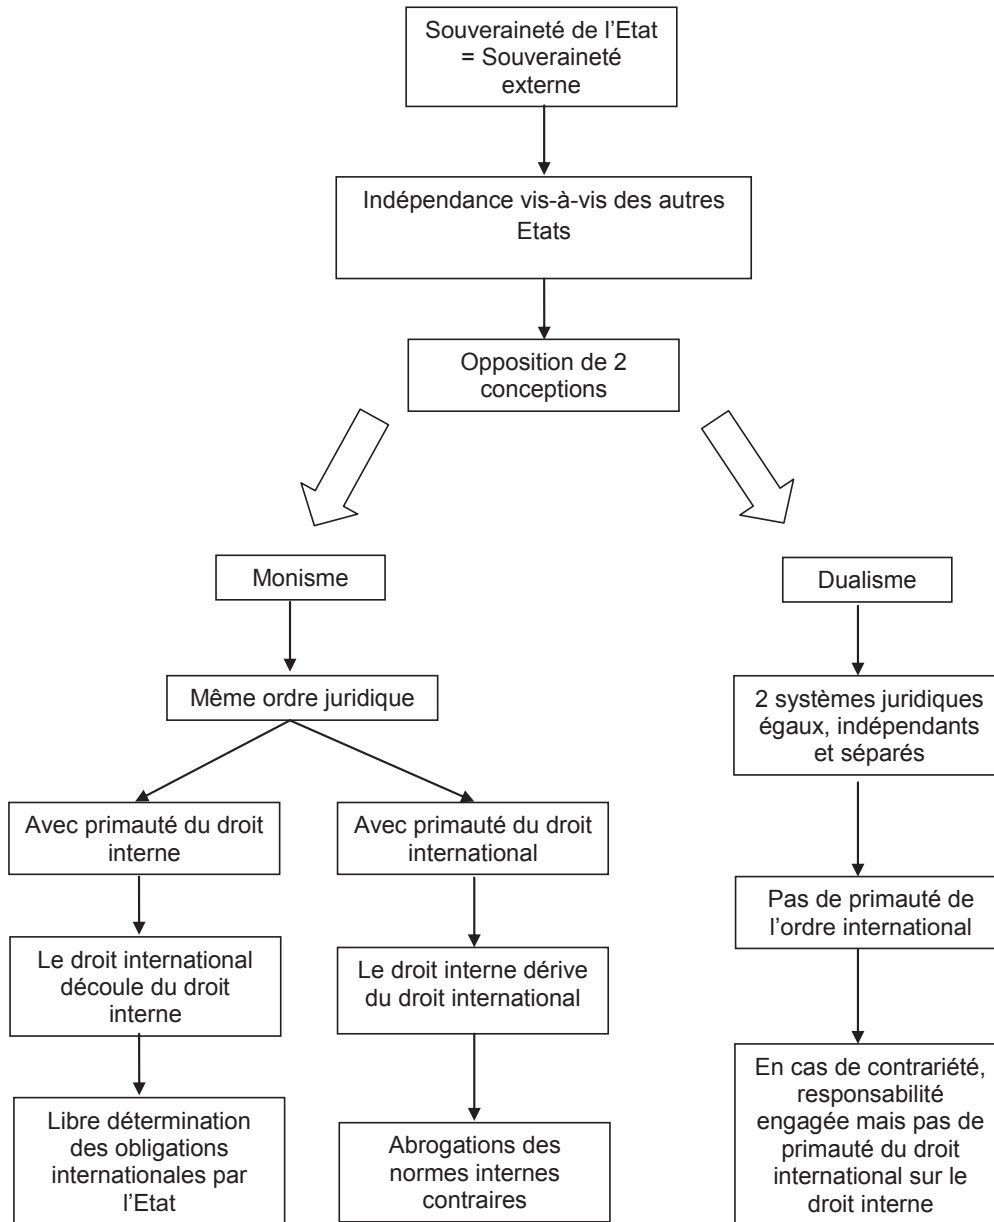 Souveraineté de l’Etat
= Souveraineté
externe
Indépendance vis-à-vis des autres
Etats
Opposition de 2
conceptions
Monisme
Dualisme
Même ordre juridique
2 systèmes juridiques
égaux, indépendants
et séparés
Avec primauté du droit
interne
Avec primauté du droit
international
Pas de primauté de
l’ordre international
Le droit international
découle du droit
interne
Le droit interne dérive
du droit international
En cas de contrariété,
responsabilité
engagée mais pas de
primauté du droit
international sur le
droit interne
Libre détermination
des obligations
internationales par
l’Etat
Abrogations des
normes internes
contraires